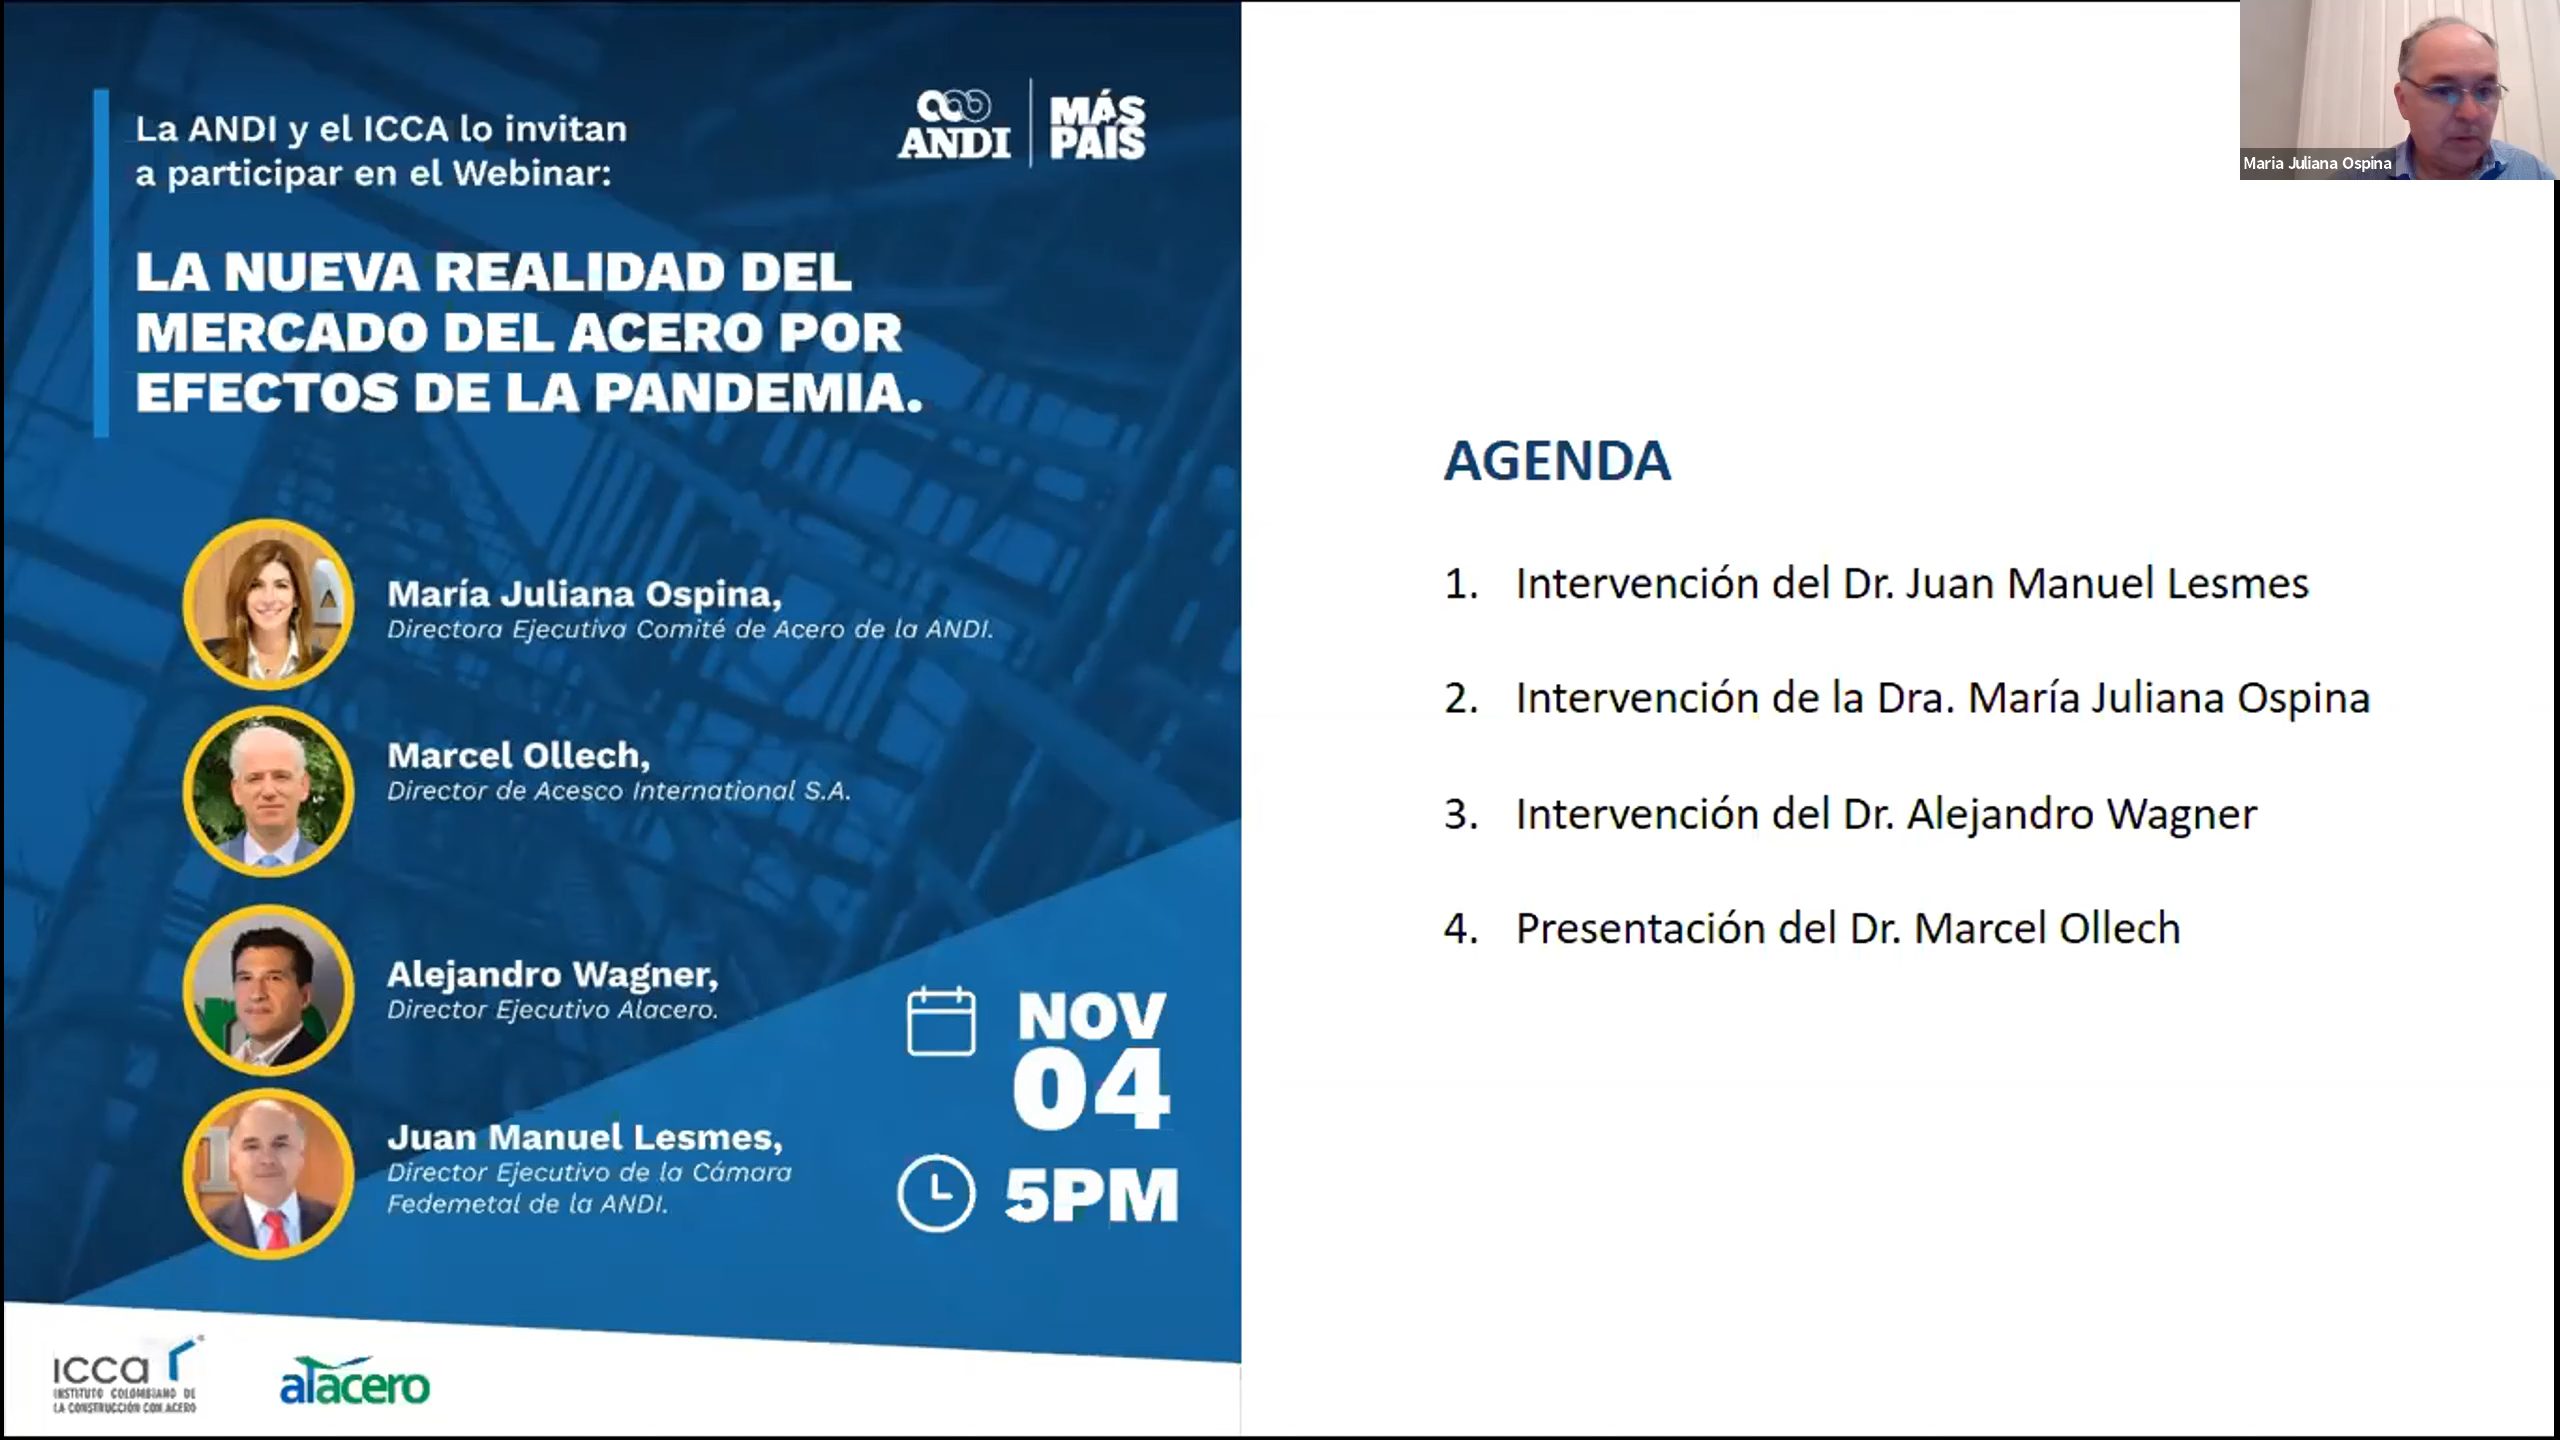 La ANDI y el ICCA lo invitan
a participar en el Webinar:
ANDI
MÁS
PAÍS
LA NUEVA REALIDAD DEL
MERCADO DEL ACERO POR
EFECTOS DE LA PANDEMIA.
María Juliana Ospina,
Directora Ejecutiva Comité de Acero de la ANDI.
Marcel Ollech,
Director de Acesco International S.A.
Alejandro Wagner,
Director Ejecutivo Alacero.
Juan Manuel Lesmes,
Director Ejecutivo de la Cámara
Fedemetal de la ANDI.
NOV
04
5PM
icca
INSTITUTO COLOMBIANO DE
LA CONSTRUCCIÓN CON ACERO
alacero
AGENDA
1. Intervención del Dr. Juan Manuel Lesmes
2. Intervención de la Dra. María Juliana Ospina
3. Intervención del Dr. Alejandro Wagner
4. Presentación del Dr. Marcel Ollech
Maria Juliana Ospina